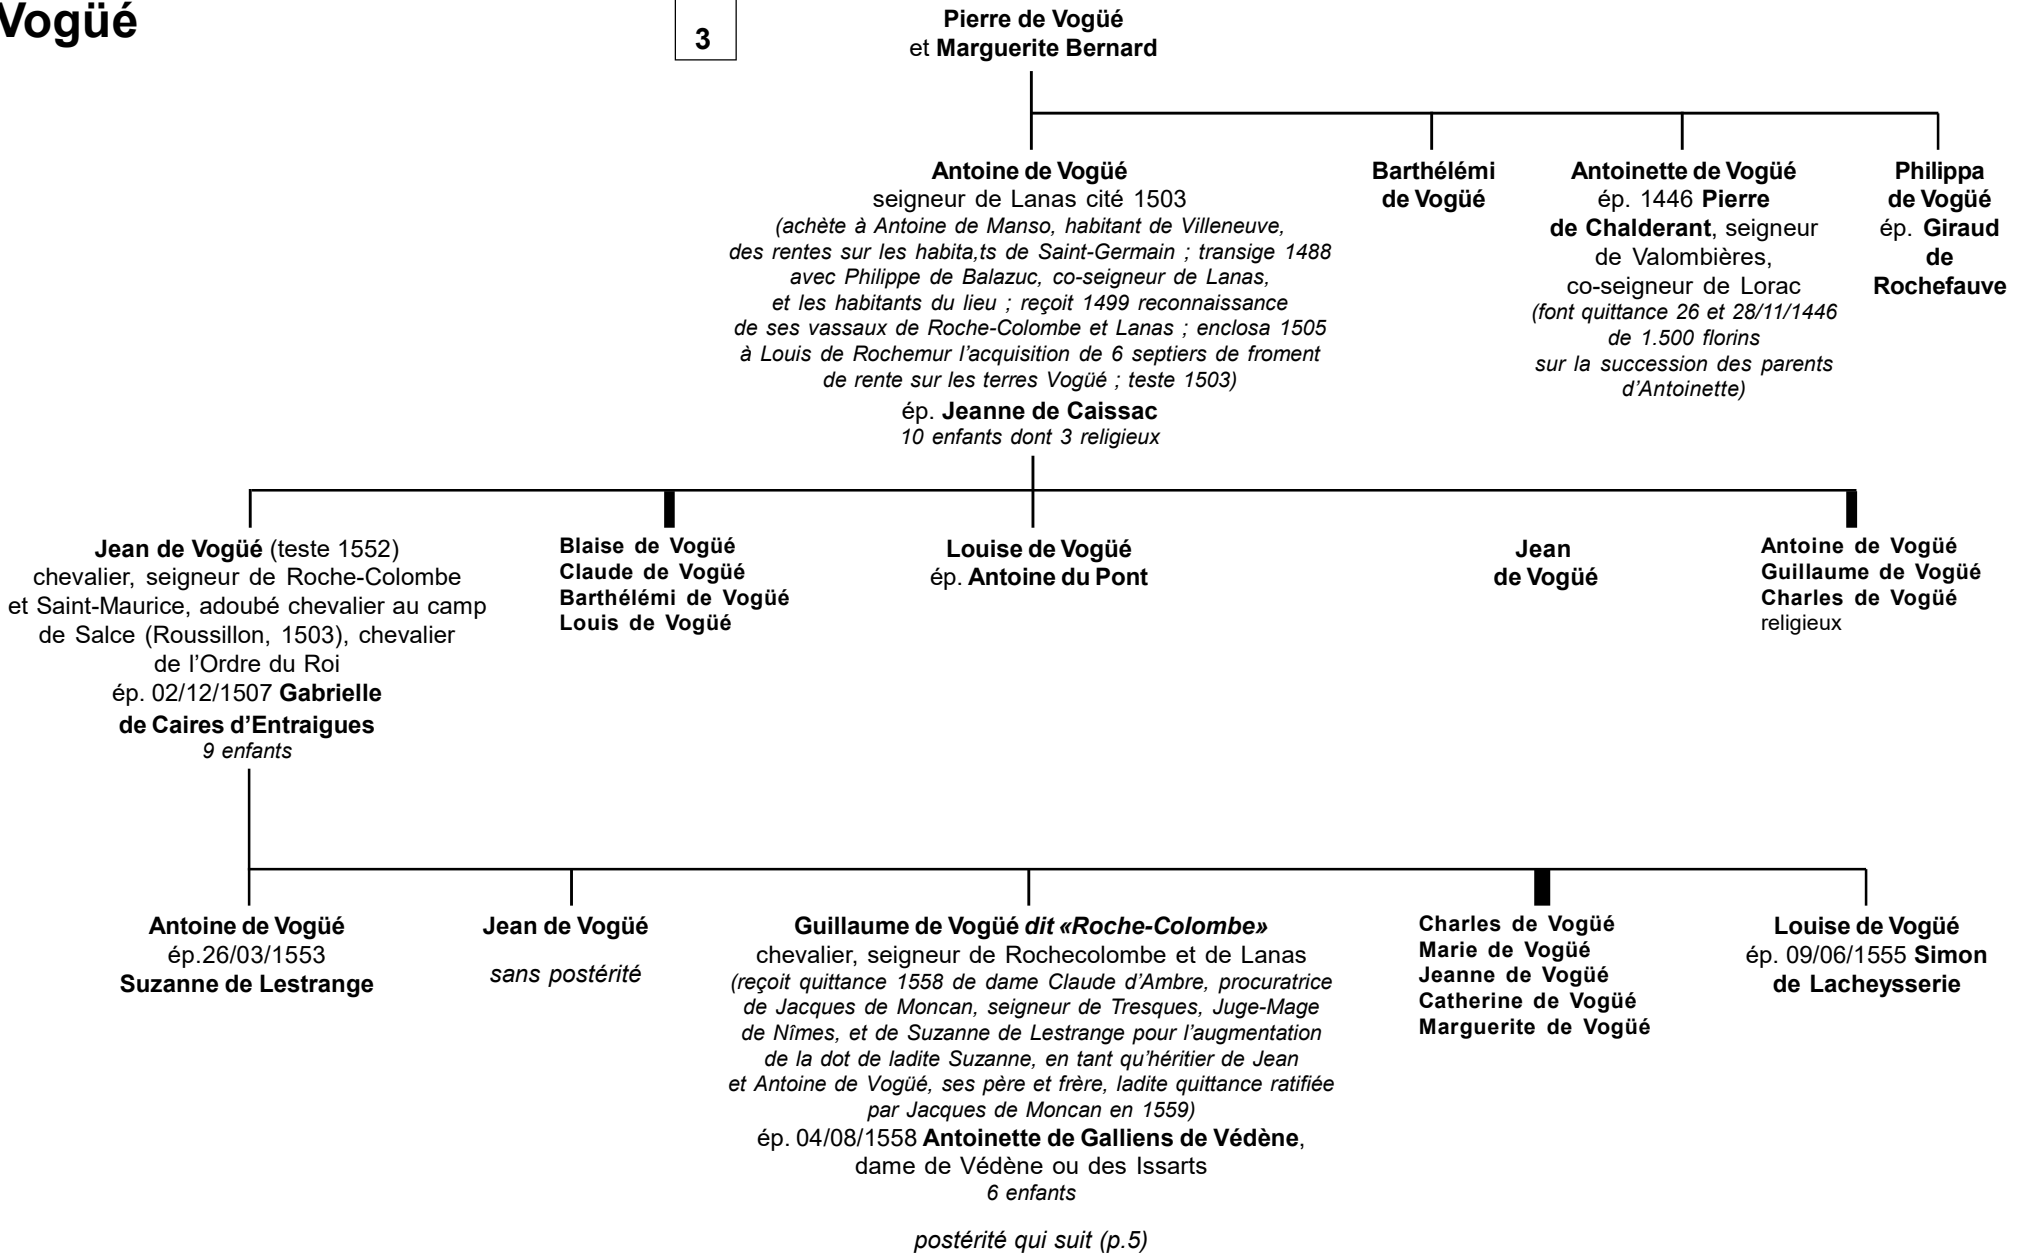 Vogüé
3
Pierre de Vogüé
et Marguerite Bernard
Antoine de Vogüé
seigneur de Lanas cité 1503
(achète à Antoine de Manso, habitant de Villeneuve,
des rentes sur les habita,ts de Saint-Germain ; transige 1488
avec Philippe de Balazuc, co-seigneur de Lanas,
et les habitants du lieu ; reçoit 1499 reconnaissance
de ses vassaux de Roche-Colombe et Lanas ; enclosa 1505
à Louis de Rochemur l'acquisition de 6 septiers de froment
de rente sur les terres Vogüé ; teste 1503)
ép. Jeanne de Caissac
10 enfants dont 3 religieux
Barthélémi
de Vogüé
Antoinette de Vogüé
ép. 1446 Pierre
de Chalderant, seigneur
de Valombières,
co-seigneur de Lorac
(font quittance 26 et 28/11/1446
de 1.500 florins
sur la succession des parents
d'Antoinette)
Philippa
de Vogüé
ép. Giraud
de
Rochefauve
Jean de Vogüé (teste 1552)
chevalier, seigneur de Roche-Colombe
et Saint-Maurice, adoubé chevalier au camp
de Salce (Roussillon, 1503), chevalier
de l'Ordre du Roi
ép. 02/12/1507 Gabrielle
de Caires d'Entraigues
9 enfants
Blaise de Vogüé
Claude de Vogüé
Barthélémi de Vogüé
Louis de Vogüé
Louise de Vogüé
ép. Antoine du Pont
Jean
de Vogüé
Antoine de Vogüé
Guillaume de Vogüé
Charles de Vogüé
religieux
Antoine de Vogüé
ép.26/03/1553
Suzanne de Lestrange
Jean de Vogüé
sans postérité
Guillaume de Vogüé dit «Roche-Colombe»
chevalier, seigneur de Rochecolombe et de Lanas
(reçoit quittance 1558 de dame Claude d'Ambre, procuratrice
de Jacques de Moncan, seigneur de Tresques, Juge-Mage
de Nîmes, et de Suzanne de Lestrange pour l'augmentation
de la dot de ladite Suzanne, en tant qu'héritier de Jean
et Antoine de Vogüé, ses père et frère, ladite quittance ratifiée
par Jacques de Moncan en 1559)
ép. 04/08/1558 Antoinette de Galliens de Védène,
dame de Védène ou des Issarts
6 enfants
postérité qui suit (p.5)
Charles de Vogüé
Marie de Vogüé
Jeanne de Vogüé
Catherine de Vogüé
Marguerite de Vogüé
Louise de Vogüé
ép. 09/06/1555 Simon
de Lacheysserie